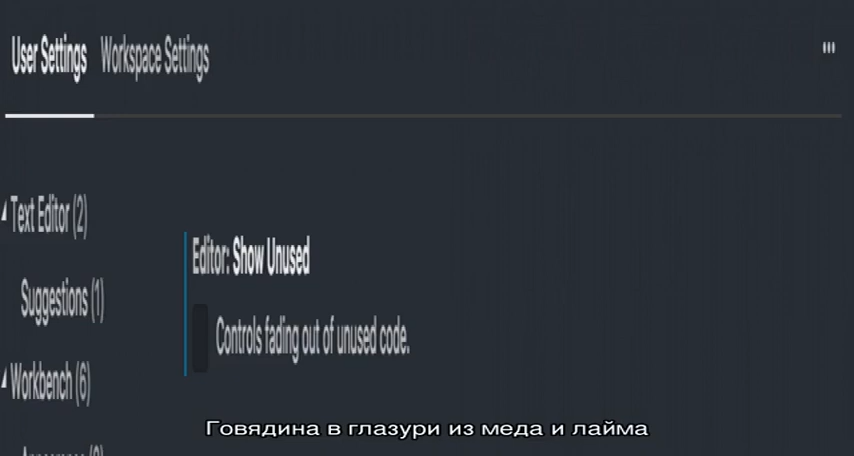 User Settings Workspace Settings
Text Editor (2)
Editor: Show Unused
Suggestions (1)
Controls fading out of unused code.
Workbench (6)
Говядина в глазури из меда и лайма